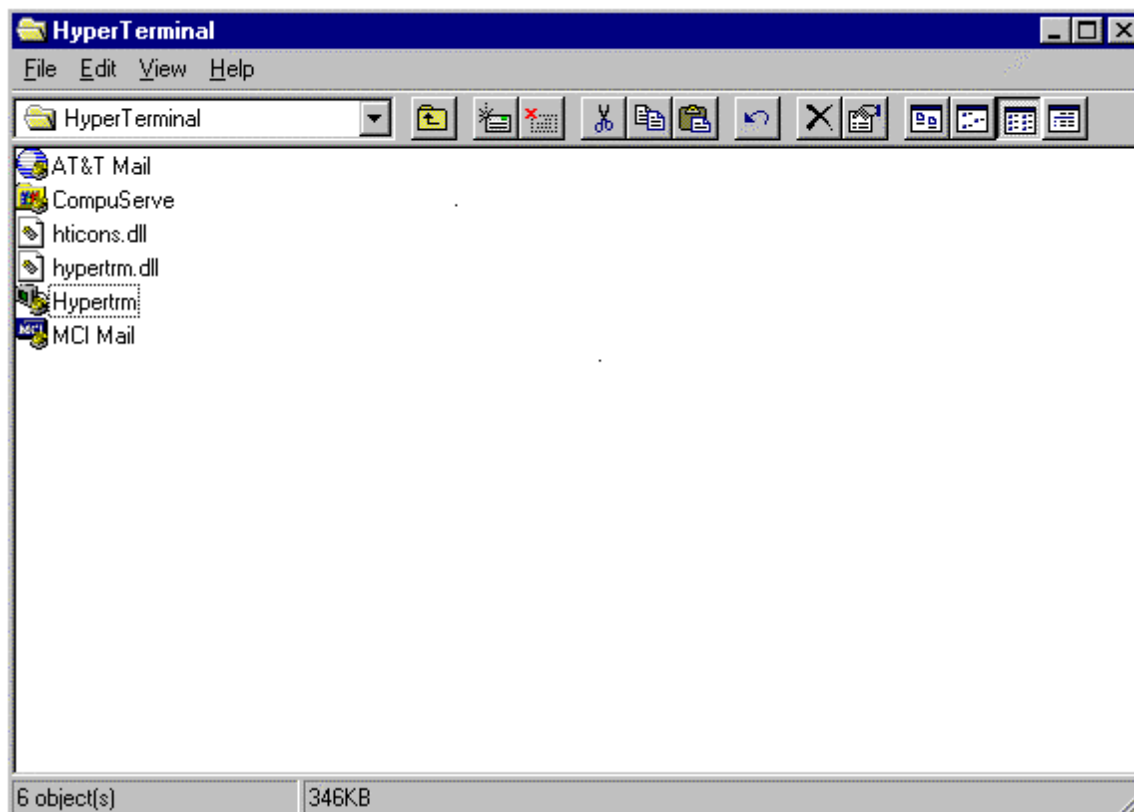 HyperTerminal
File Edit View Help
HyperTerminal
AT&T Mail
CompuServe
hticons.dll
hypertrm.dll
Hypertrm
MCI Mail
6 object(s) 346KB